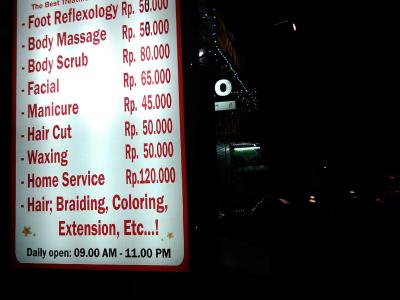 The Best Treatment
- Foot Reflexology Rp. 50.000
- Body Massage Rp. 50.000
- Body Scrub Rp. 80.000
- Facial Rp. 65.000
- Manicure Rp. 45.000
- Hair Cut Rp. 50.000
- Waxing Rp. 50.000
- Home Service Rp.120.000
- Hair; Braiding, Coloring,
Extension, Etc...!
Daily open: 09.00 AM - 11.00 PM